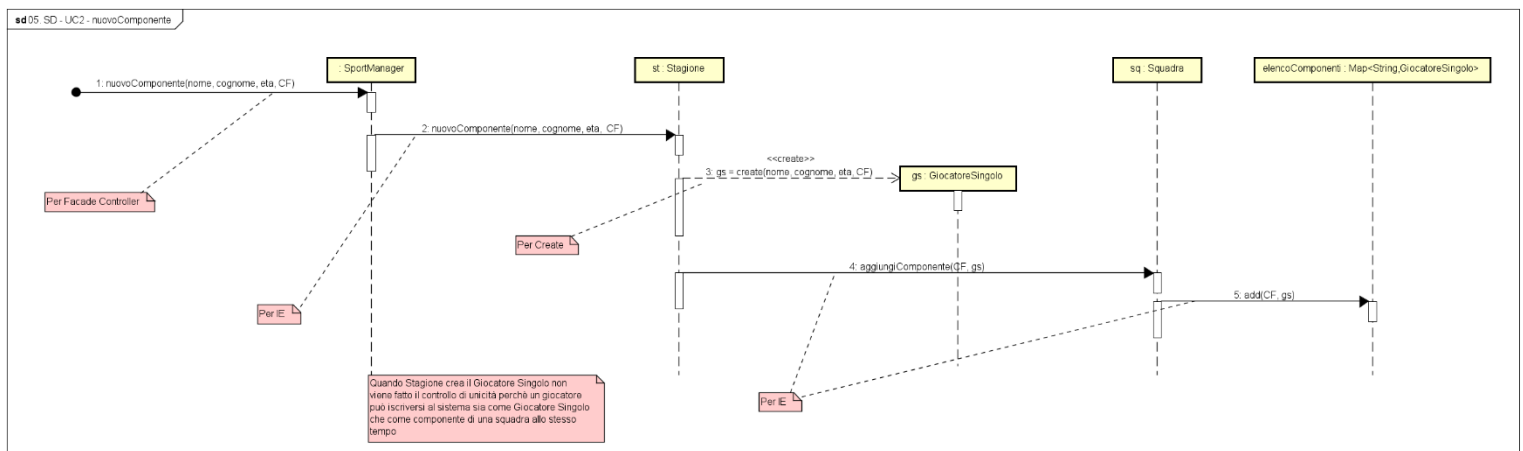 sd 05. SD - UC2 - nuovoComponente
: SportManager
st : Stagione
sq : Squadra
elencoComponenti : Map<String,GiocatoreSingolo>
1: nuovoComponente(nome, cognome, eta, CF)
2: nuovoComponente(nome, cognome, eta, CF)
<<create>>
3: gs = create(nome, cognome, eta, CF)
gs : GiocatoreSingolo
Per Facade Controller
Per Create
4: aggiungiComponente(CF, gs)
5: add(CF, gs)
Per IE
Quando Stagione crea il Giocatore Singolo non
viene fatto il controllo di unicità perchè un giocatore
può iscriversi al sistema sia come Giocatore Singolo
che come componente di una squadra allo stesso
tempo
Per IE